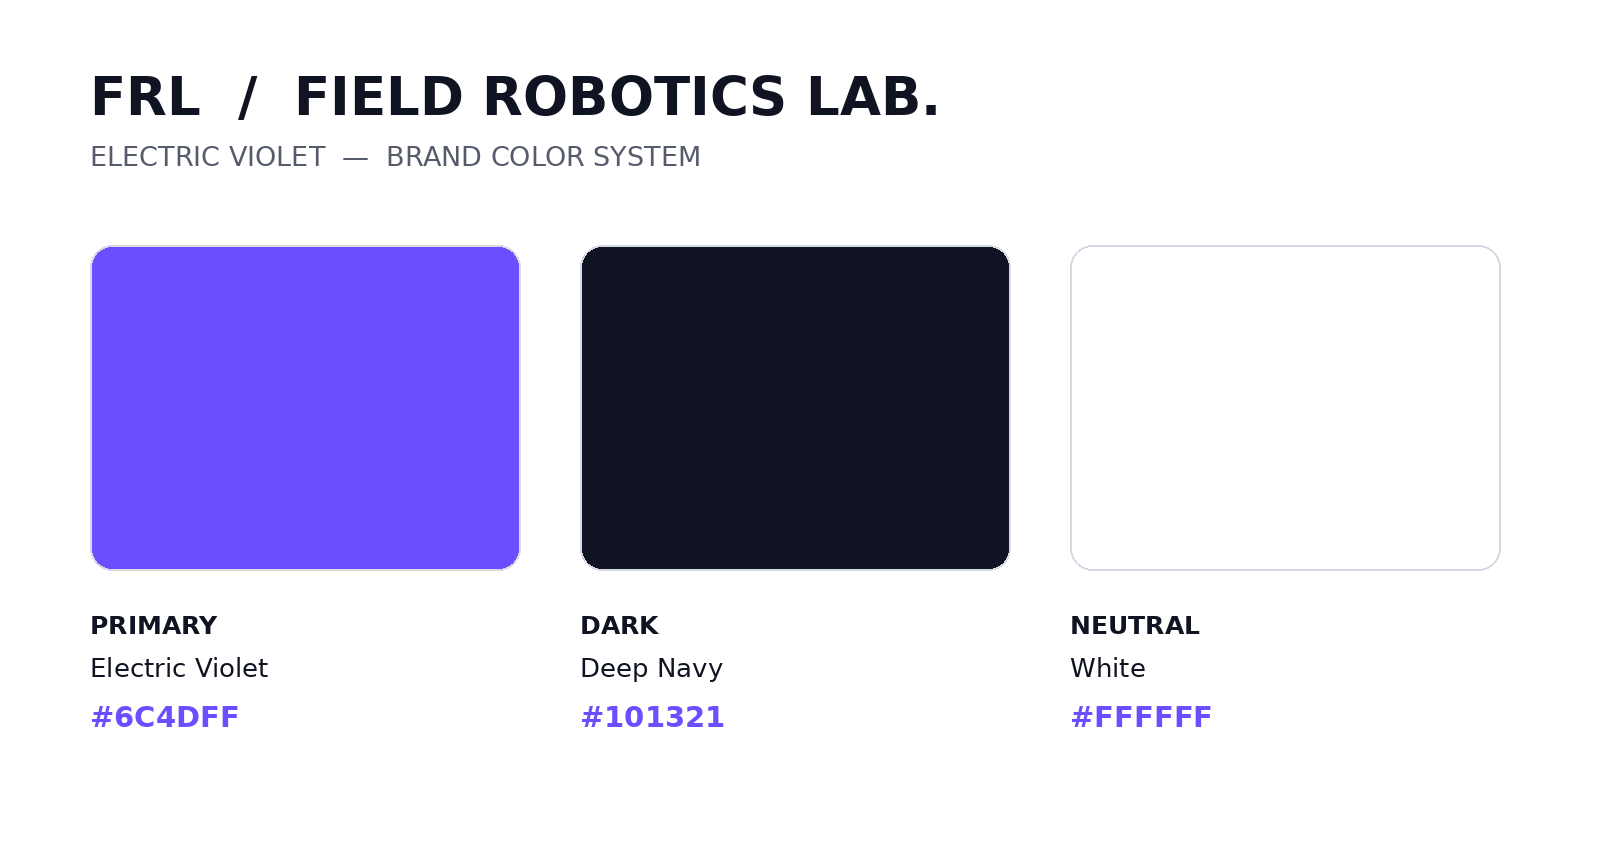 FRL / FIELD ROBOTICS LAB.
ELECTRIC VIOLET — BRAND COLOR SYSTEM
PRIMARY
Electric Violet
#6C4DFF
DARK
Deep Navy
#101321
NEUTRAL
White
#FFFFFF